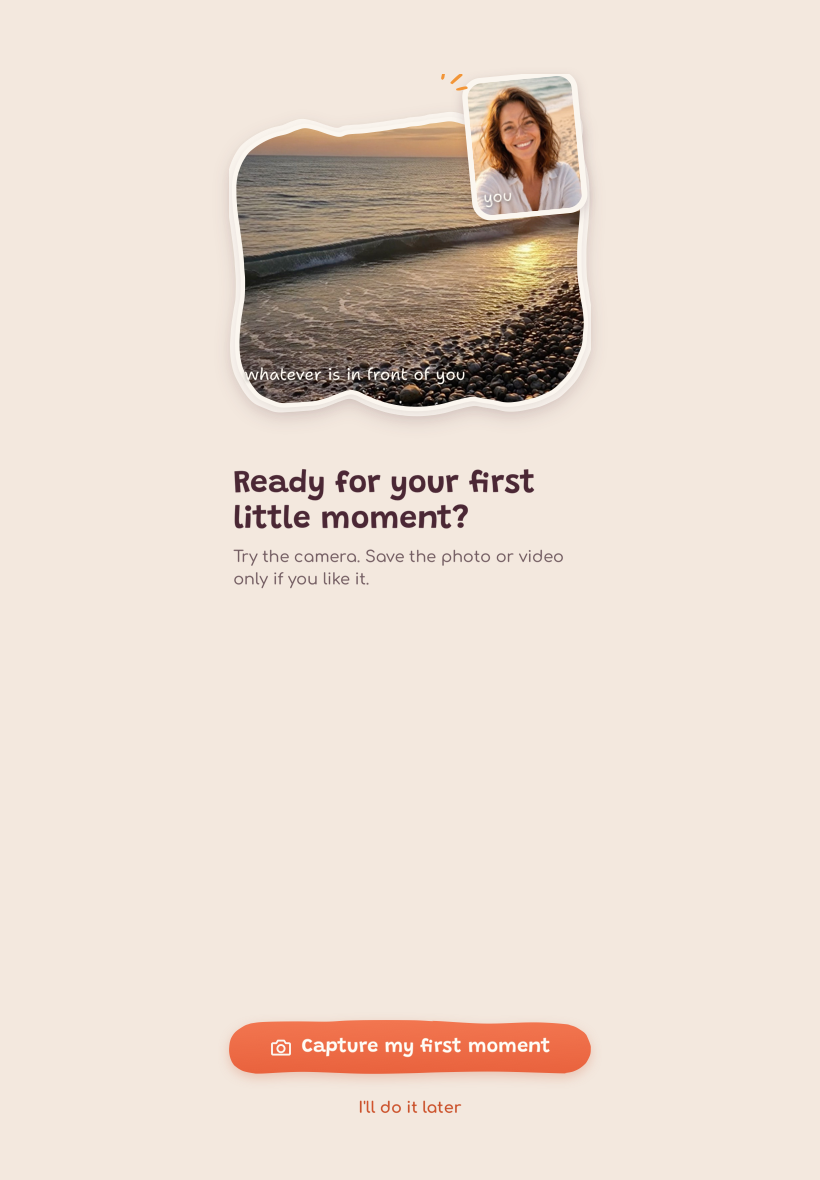 you
whatever is in front of you
Ready for your first
little moment?
Try the camera. Save the photo or video
only if you like it.
Capture my first moment
I'll do it later